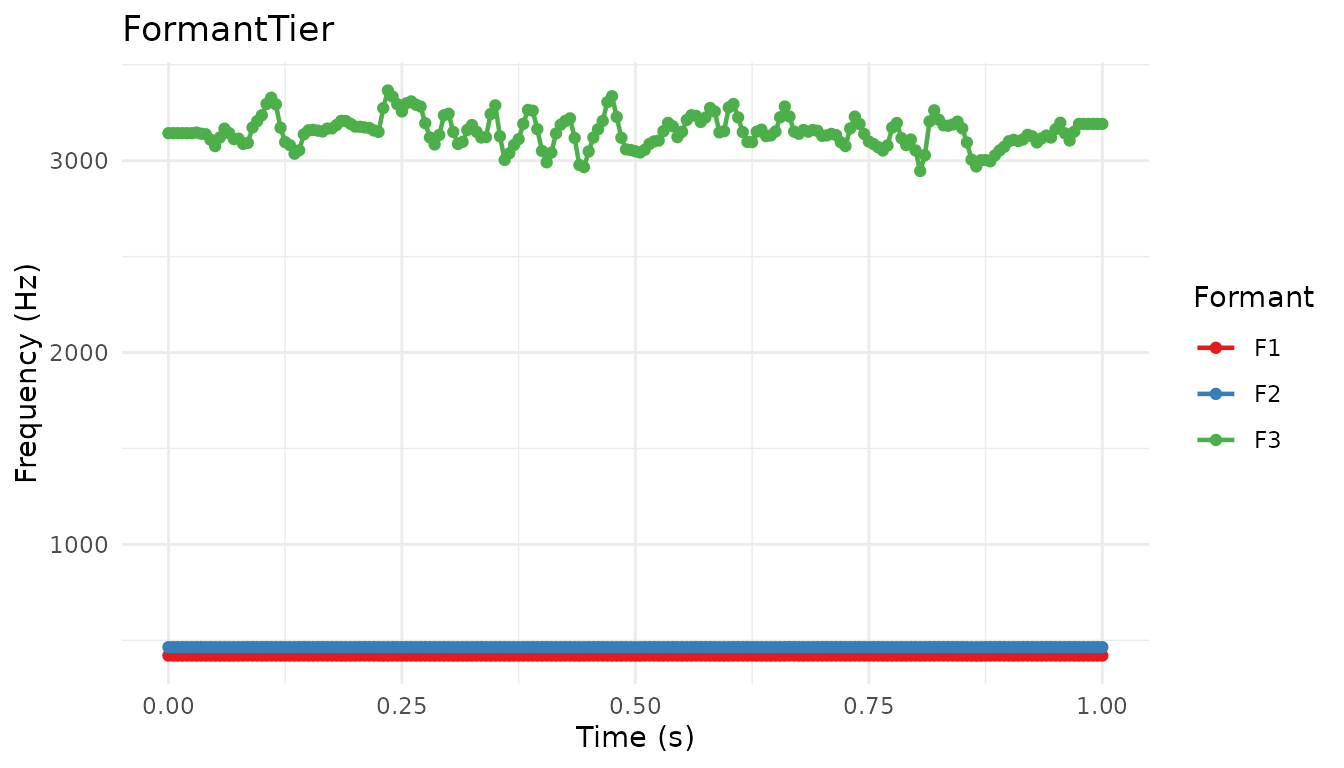 FormantTier
Frequency (Hz)
3000
2000
1000
0.00
0.25
0.50
0.75
1.00
Time (s)
Formant
F1
F2
F3